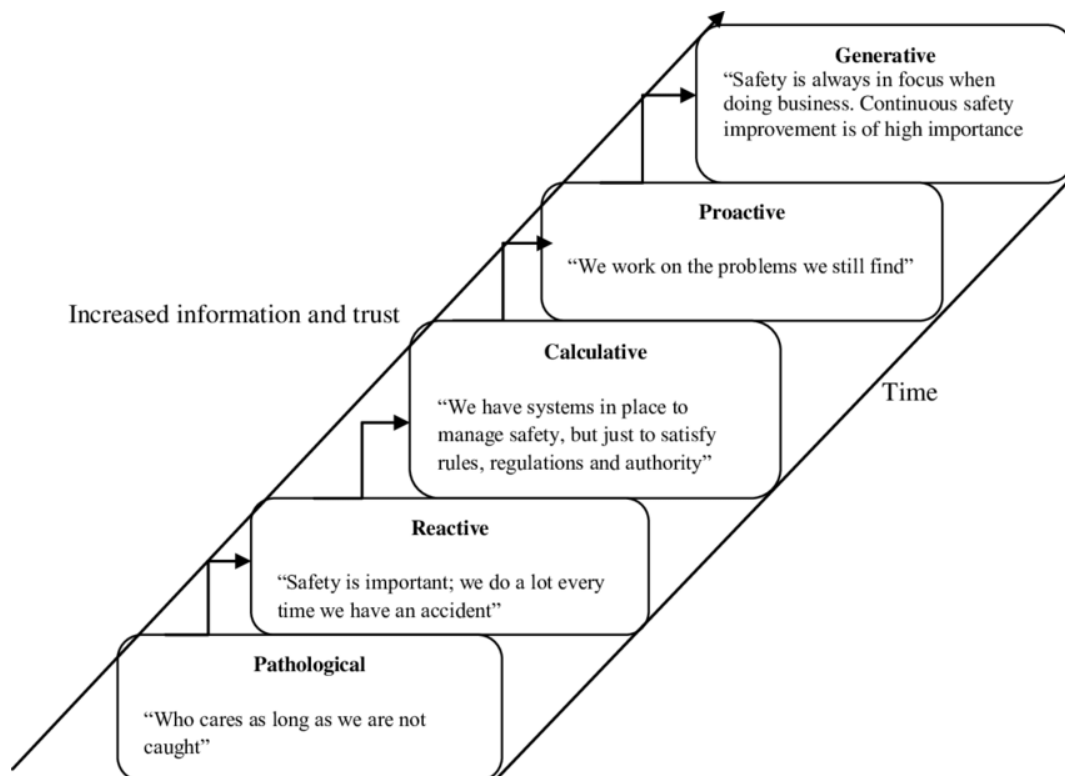 Generative
“Safety is always in focus when
doing business. Continuous safety
improvement is of high importance
Proactive
“We work on the problems we still find”
Increased information and trust
Calculative
“We have systems in place to
manage safety, but just to satisfy
rules, regulations and authority”
Time
Reactive
“Safety is important; we do a lot every
time we have an accident”
Pathological
“Who cares as long as we are not
caught”